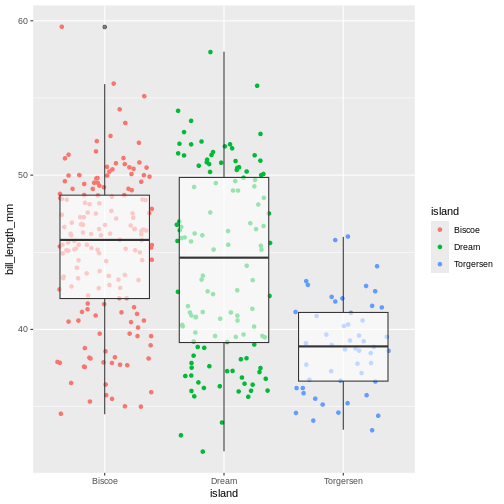 60
50
40
bill_length_mm
Biscoe
Dream
Torgersen
island
island
Biscoe
Dream
Torgersen